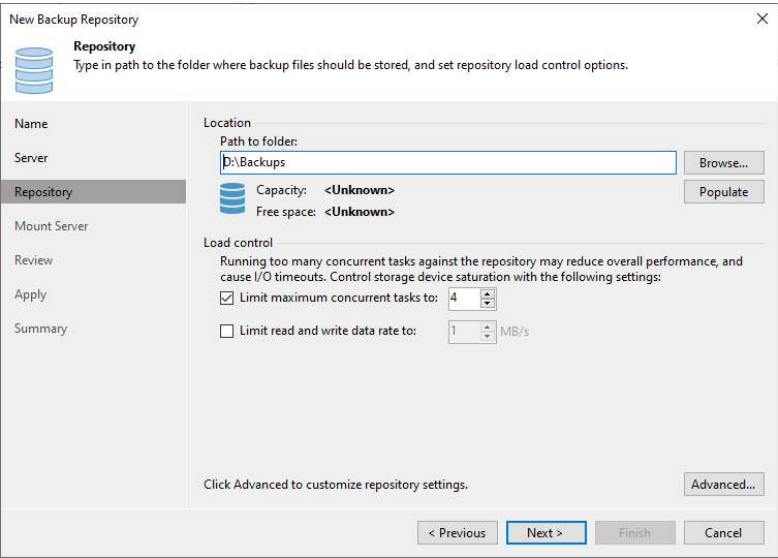 New Backup Repository
Repository
Type in path to the folder where backup files should be stored, and set repository load control options.
Name
Server
Repository
Mount Server
Review
Apply
Summary
Location
Path to folder:
D:\Backups
Browse...
Capacity: <Unknown>
Populate
Free space: <Unknown>
Load control
Running too many concurrent tasks against the repository may reduce overall performance, and
cause I/O timeouts. Control storage device saturation with the following settings:
Limit maximum concurrent tasks to: 4
Limit read and write data rate to: 1 MB/s
Click Advanced to customize repository settings.
Advanced...
< Previous
Next >
Finish
Cancel